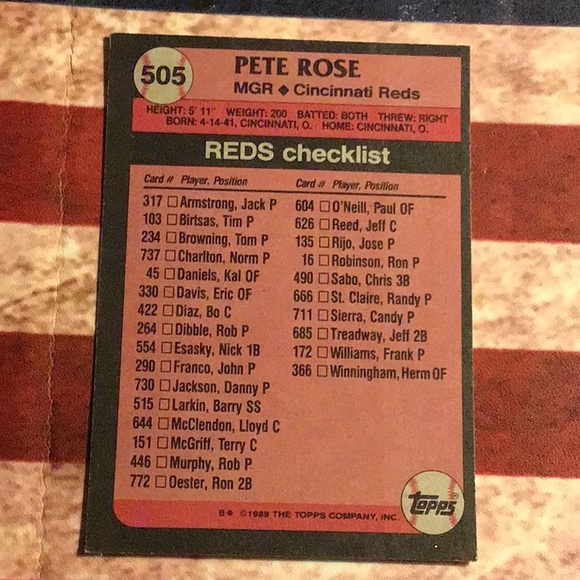 505
PETE ROSE
MGR ◆ Cincinnati Reds
HEIGHT: 5' 11" WEIGHT: 200 BATTED: BOTH THREW: RIGHT
BORN: 4-14-41, CINCINNATI, O. HOME: CINCINNATI, O.
REDS checklist
Card # Player, Position
317 □ Armstrong, Jack P
103 □ Birtsas, Tim P
234 □ Browning, Tom P
737 □ Charlton, Norm P
45 □ Daniels, Kal OF
330 □ Davis, Eric OF
422 □ Diaz, Bo C
264 □ Dibble, Rob P
554 □ Esasky, Nick 1B
290 □ Franco, John P
730 □ Jackson, Danny P
515 □ Larkin, Barry SS
644 □ McClendon, Lloyd C
151 □ McGriff, Terry C
446 □ Murphy, Rob P
772 □ Oester, Ron 2B
Card # Player, Position
604 □ O'Neill, Paul OF
626 □ Reed, Jeff C
135 □ Rijo, Jose P
16 □ Robinson, Ron P
490 □ Sabo, Chris 3B
666 □ St. Claire, Randy P
711 □ Sierra, Candy P
685 □ Treadway, Jeff 2B
172 □ Williams, Frank P
366 □ Winningham, Herm OF
B* ©1989 THE TOPPS COMPANY, INC.
topps®